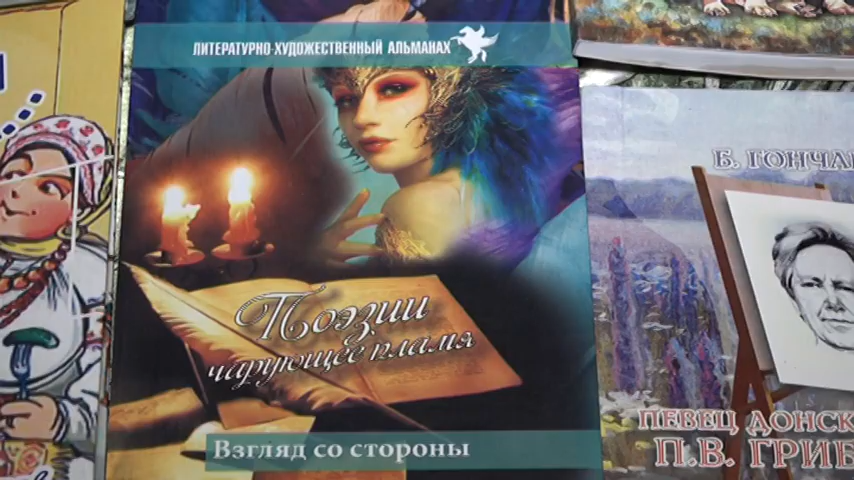 ЛИТЕРАТУРНО-ХУДОЖЕСТВЕННЫЙ АЛЬМАНАХ
Поэзии
чарующее пламя
Взгляд со стороны
Б. ГОНЧА
ПЕВЕЦ ДОНСК
П.В. ГРИБ